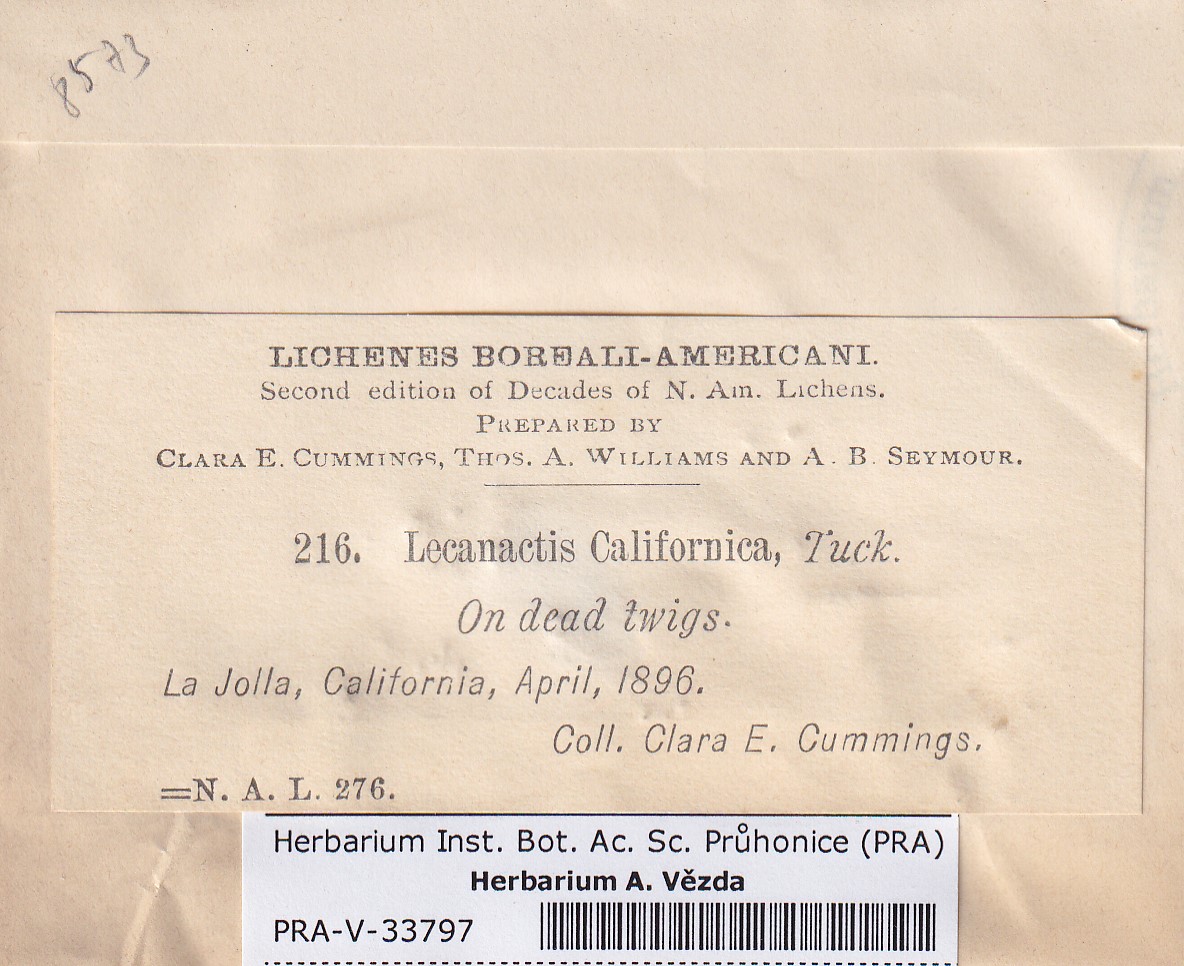 8573
LICHENES BOREALI-AMERICANI.
Second edition of Decades of N. Am. Lichens.
PREPARED BY
CLARA E. CUMMINGS, THOS. A. WILLIAMS AND A. B. SEYMOUR.
216. Lecanactis Californica, Tuck.
On dead twigs.
La Jolla, California, April, 1896.
Coll. Clara E. Cummings.
=N. A. L. 276.
Herbarium Inst. Bot. Ac. Sc. Průhonice (PRA)
Herbarium A. Vězda
PRA-V-33797